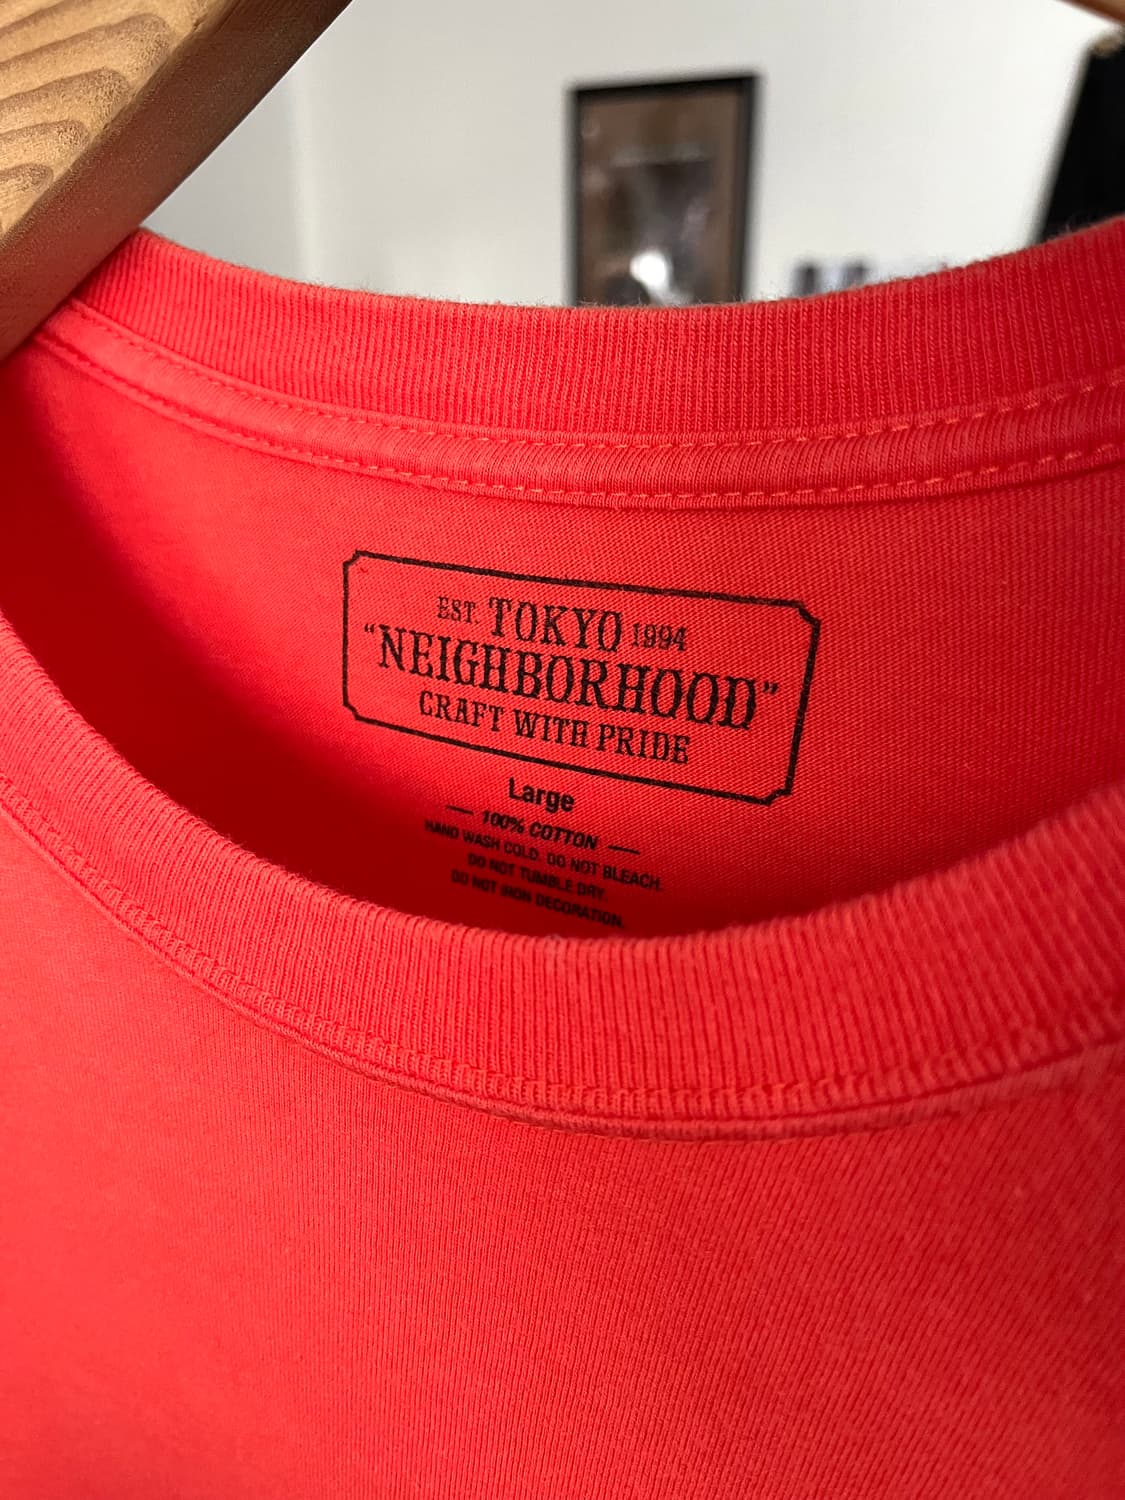 EST. TOKYO 1994
“NEIGHBORHOOD”
CRAFT WITH PRIDE
Large
— 100% COTTON —
HAND WASH COLD. DO NOT BLEACH.
DO NOT TUMBLE DRY.
DO NOT IRON DECORATION.